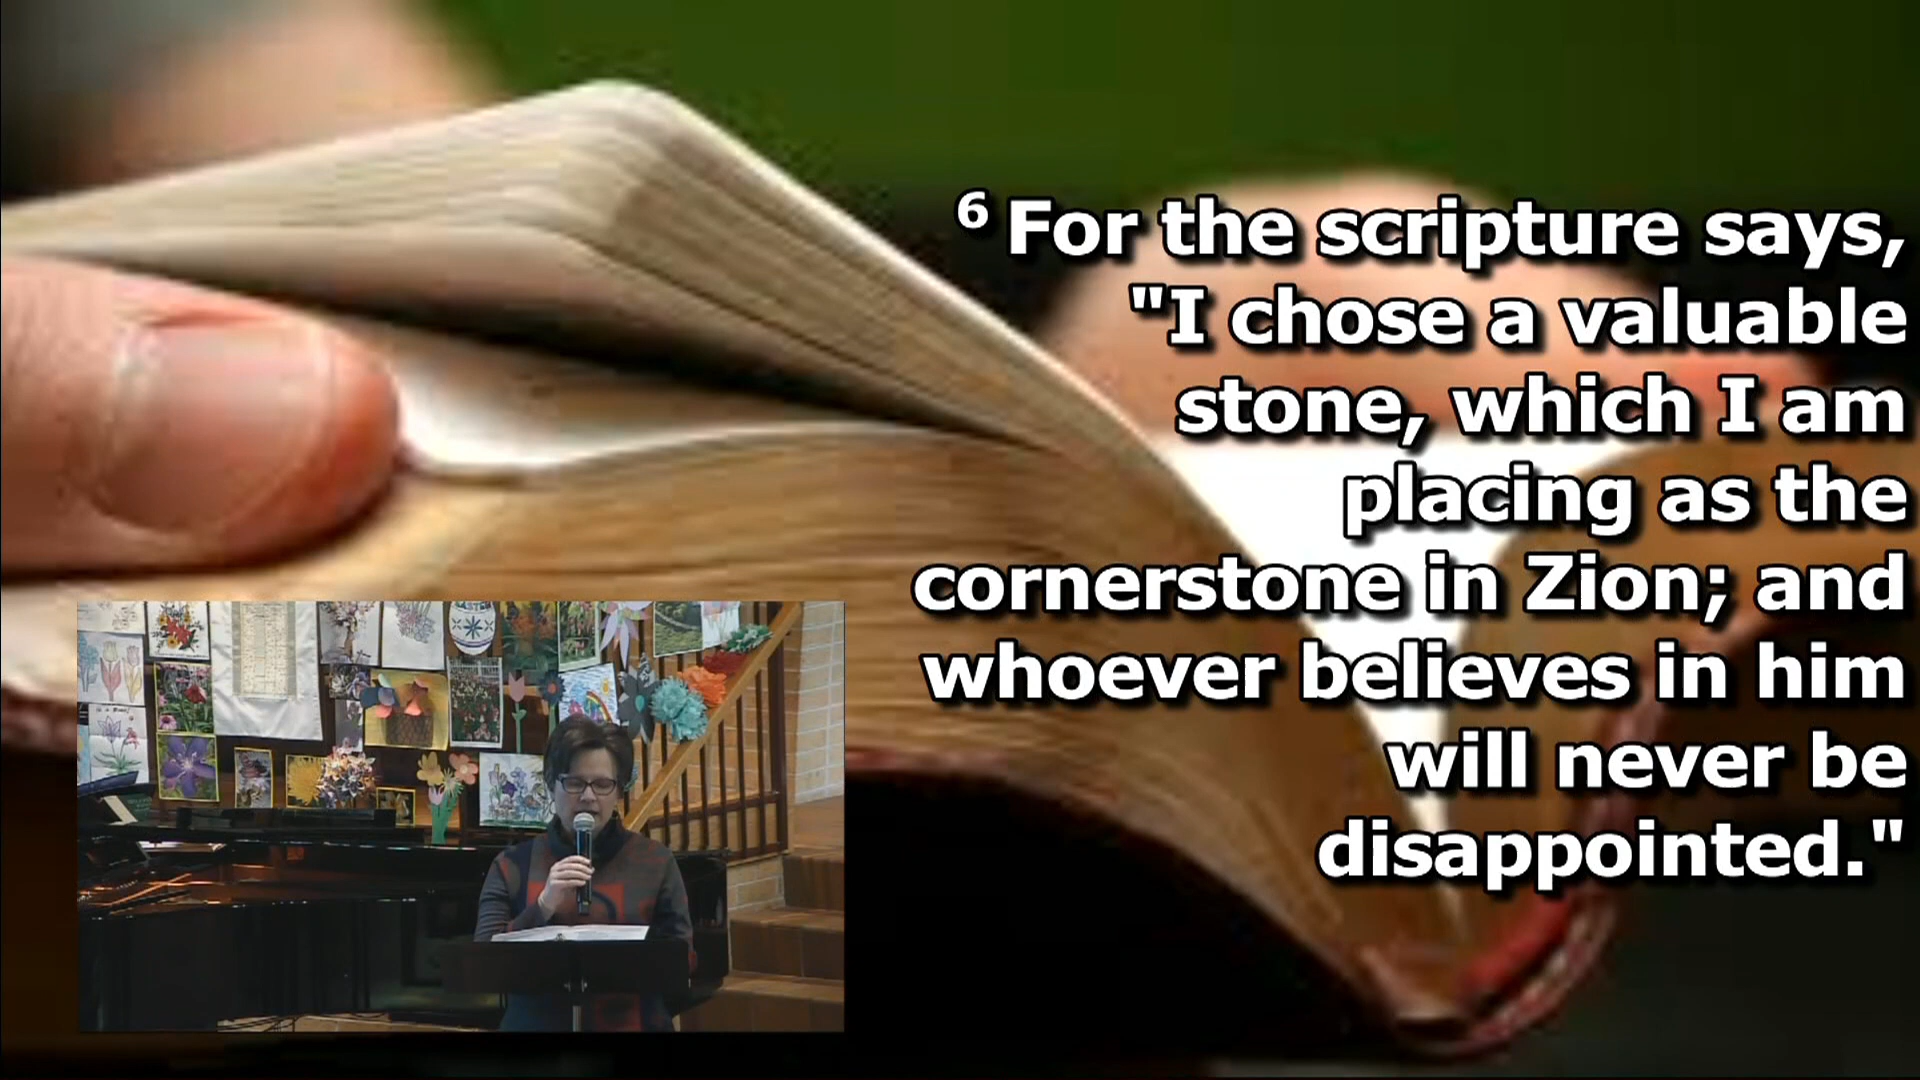 6 For the scripture says,
"I chose a valuable
stone, which I am
placing as the
cornerstone in Zion; and
whoever believes in him
will never be
disappointed."
EASTER